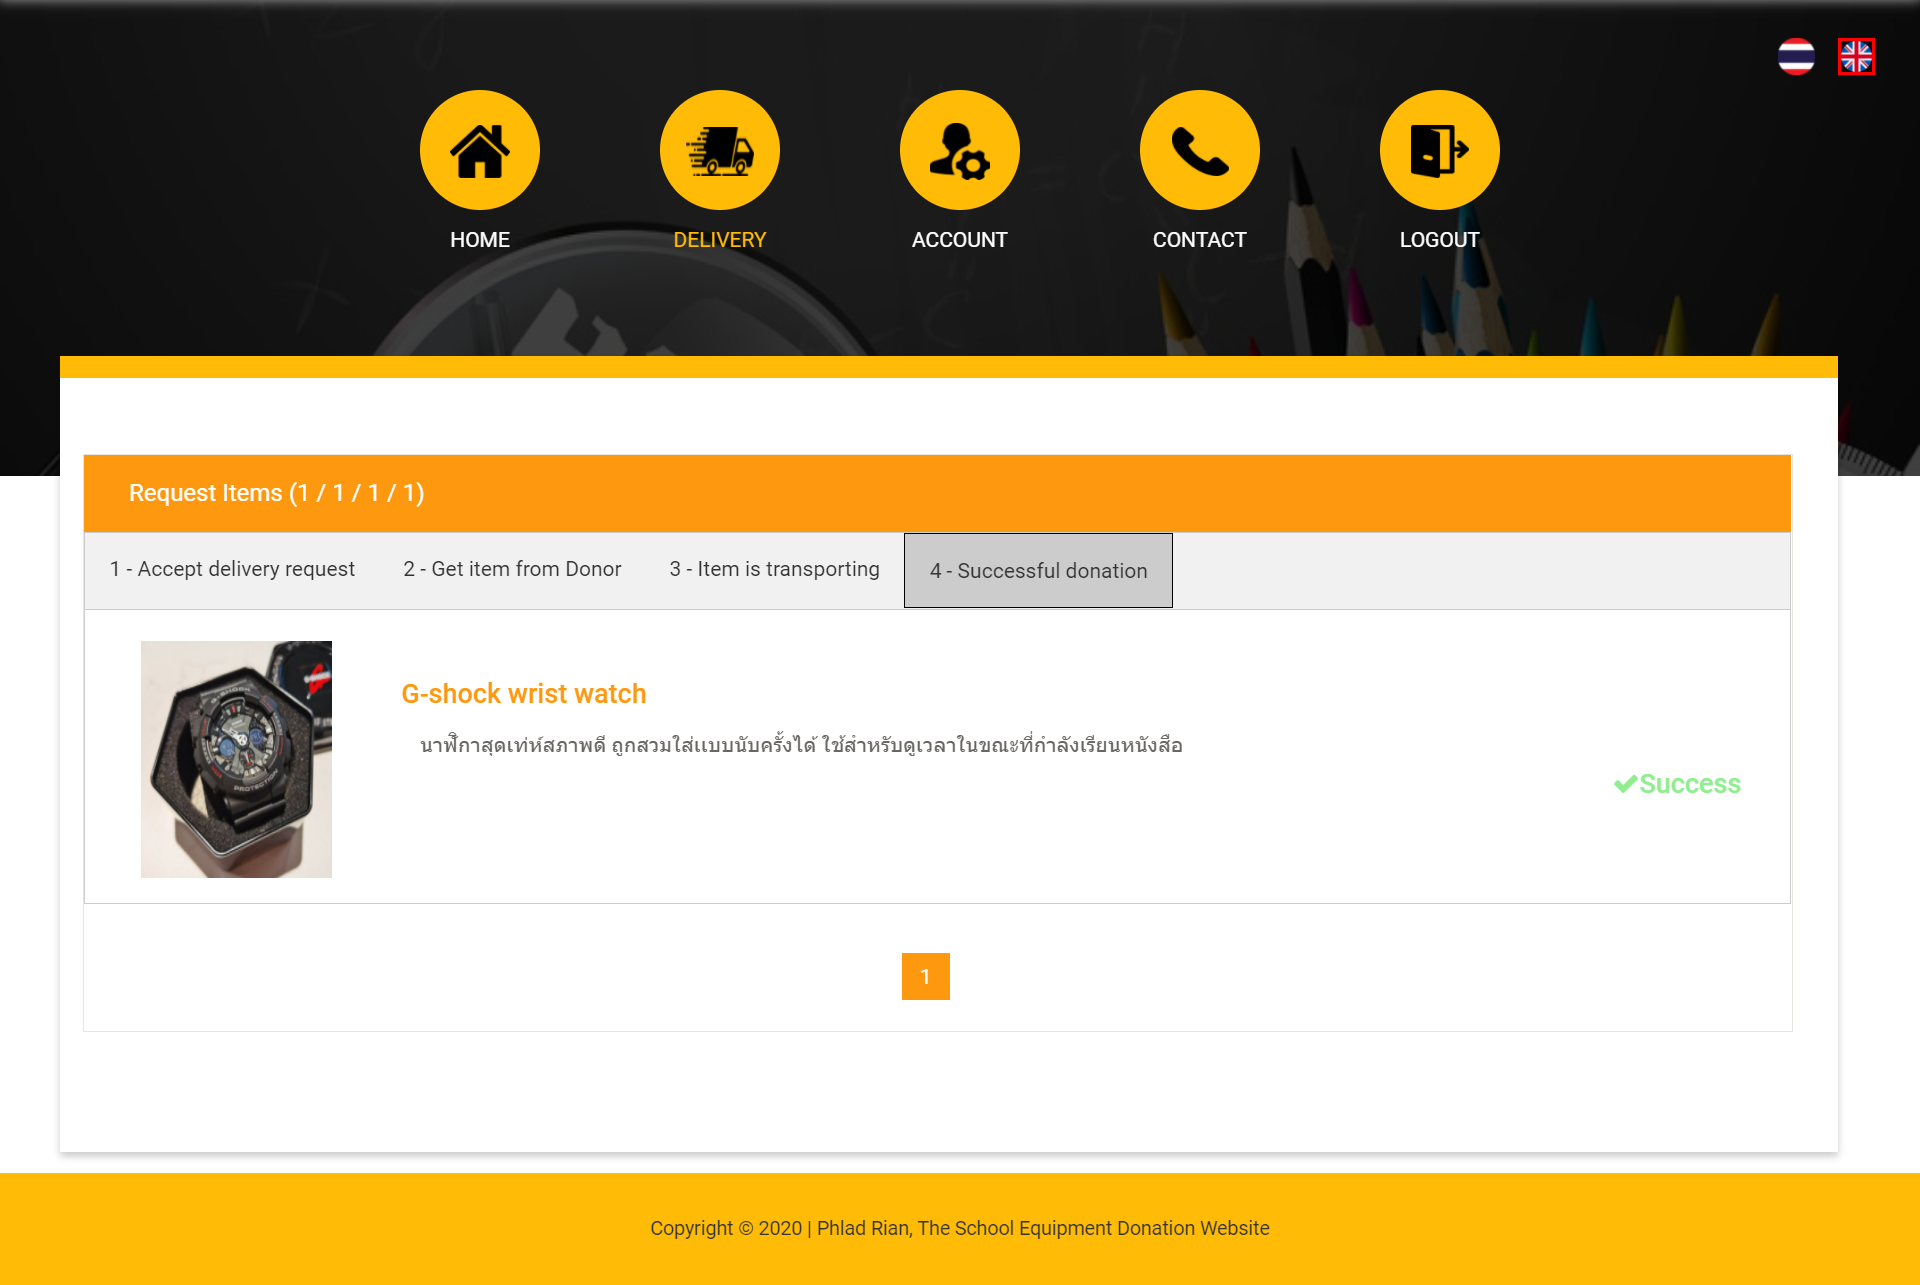 HOME
DELIVERY
ACCOUNT
CONTACT
LOGOUT
Request Items (1 / 1 / 1 / 1)
1 - Accept delivery request
2 - Get item from Donor
3 - Item is transporting
4 - Successful donation
G-SHOCK
PROTECTION
G-shock wrist watch
นาฬิกาสุดเท่ห์สภาพดี ถูกสวมใส่แบบนับครั้งได้ ใช้สำหรับดูเวลาในขณะที่กำลังเรียนหนังสือ
Success
1
Copyright © 2020 | Phlad Rian, The School Equipment Donation Website